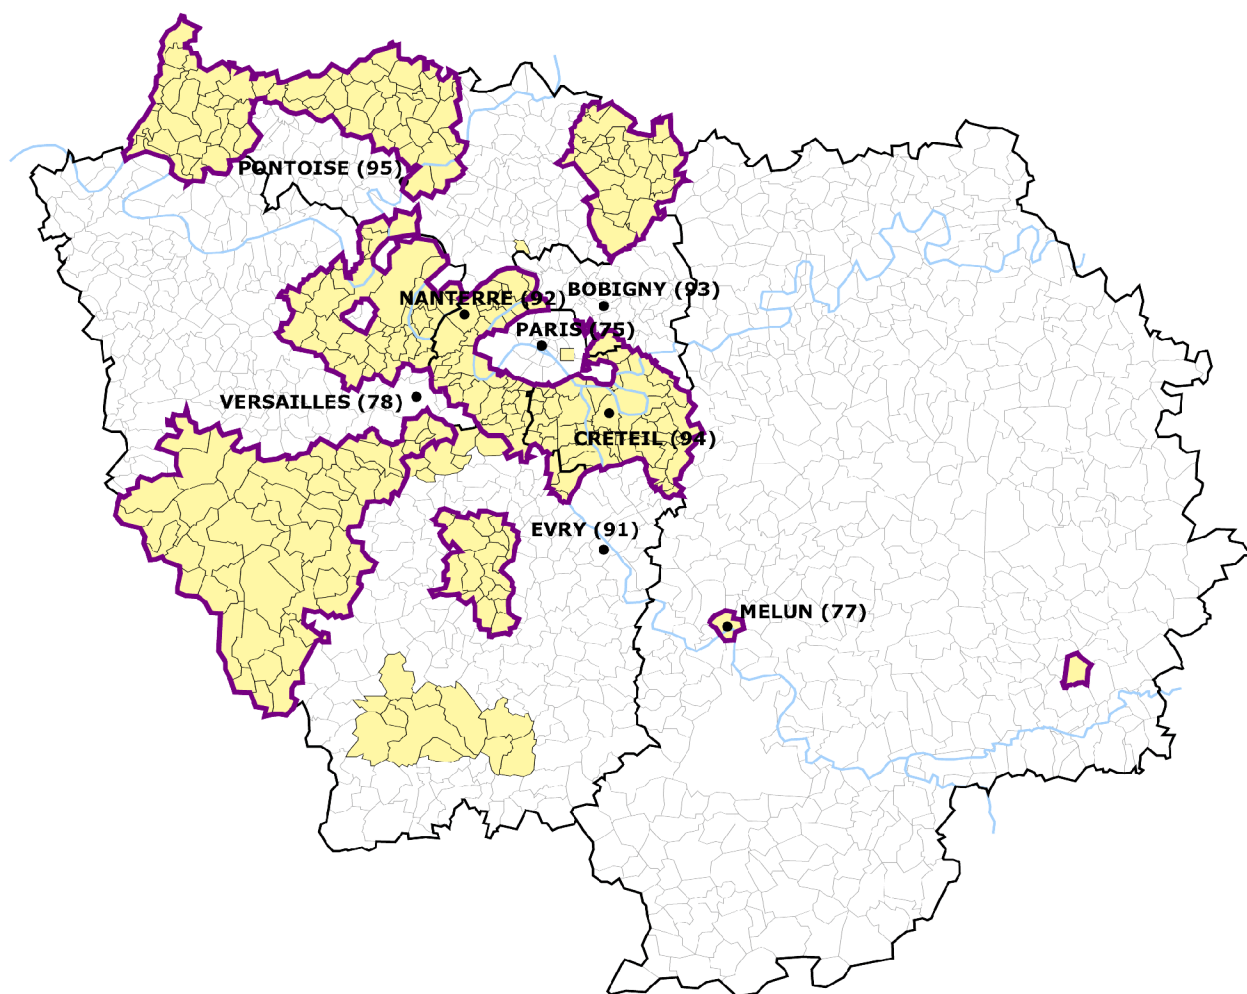 PONTOISE (95)
BOBIGNY (93)
NANTERRE (92)
PARIS (75)
VERSAILLES (78)
CRETEIL (94)
EVRY (91)
MELUN (77)